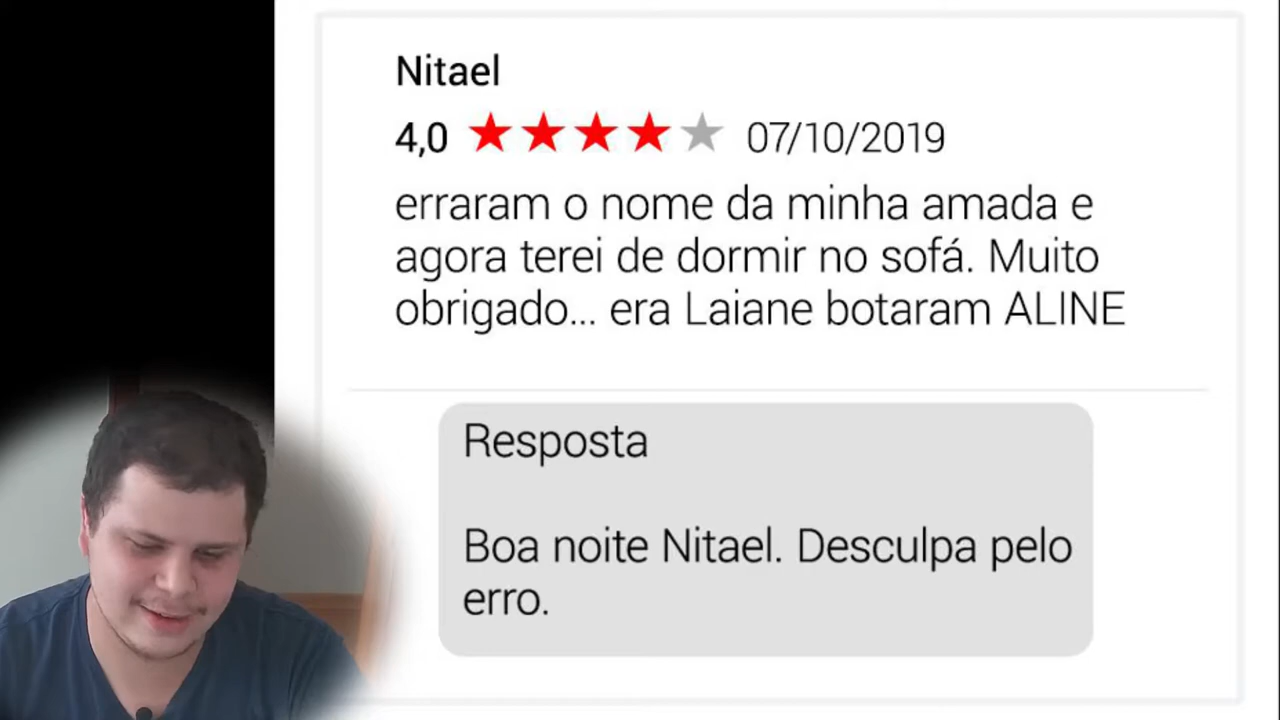 Nitael
4,0 07/10/2019
erraram o nome da minha amada e
agora terei de dormir no sofá. Muito
obrigado... era Laiane botaram ALINE
Resposta
Boa noite Nitael. Desculpa pelo
erro.